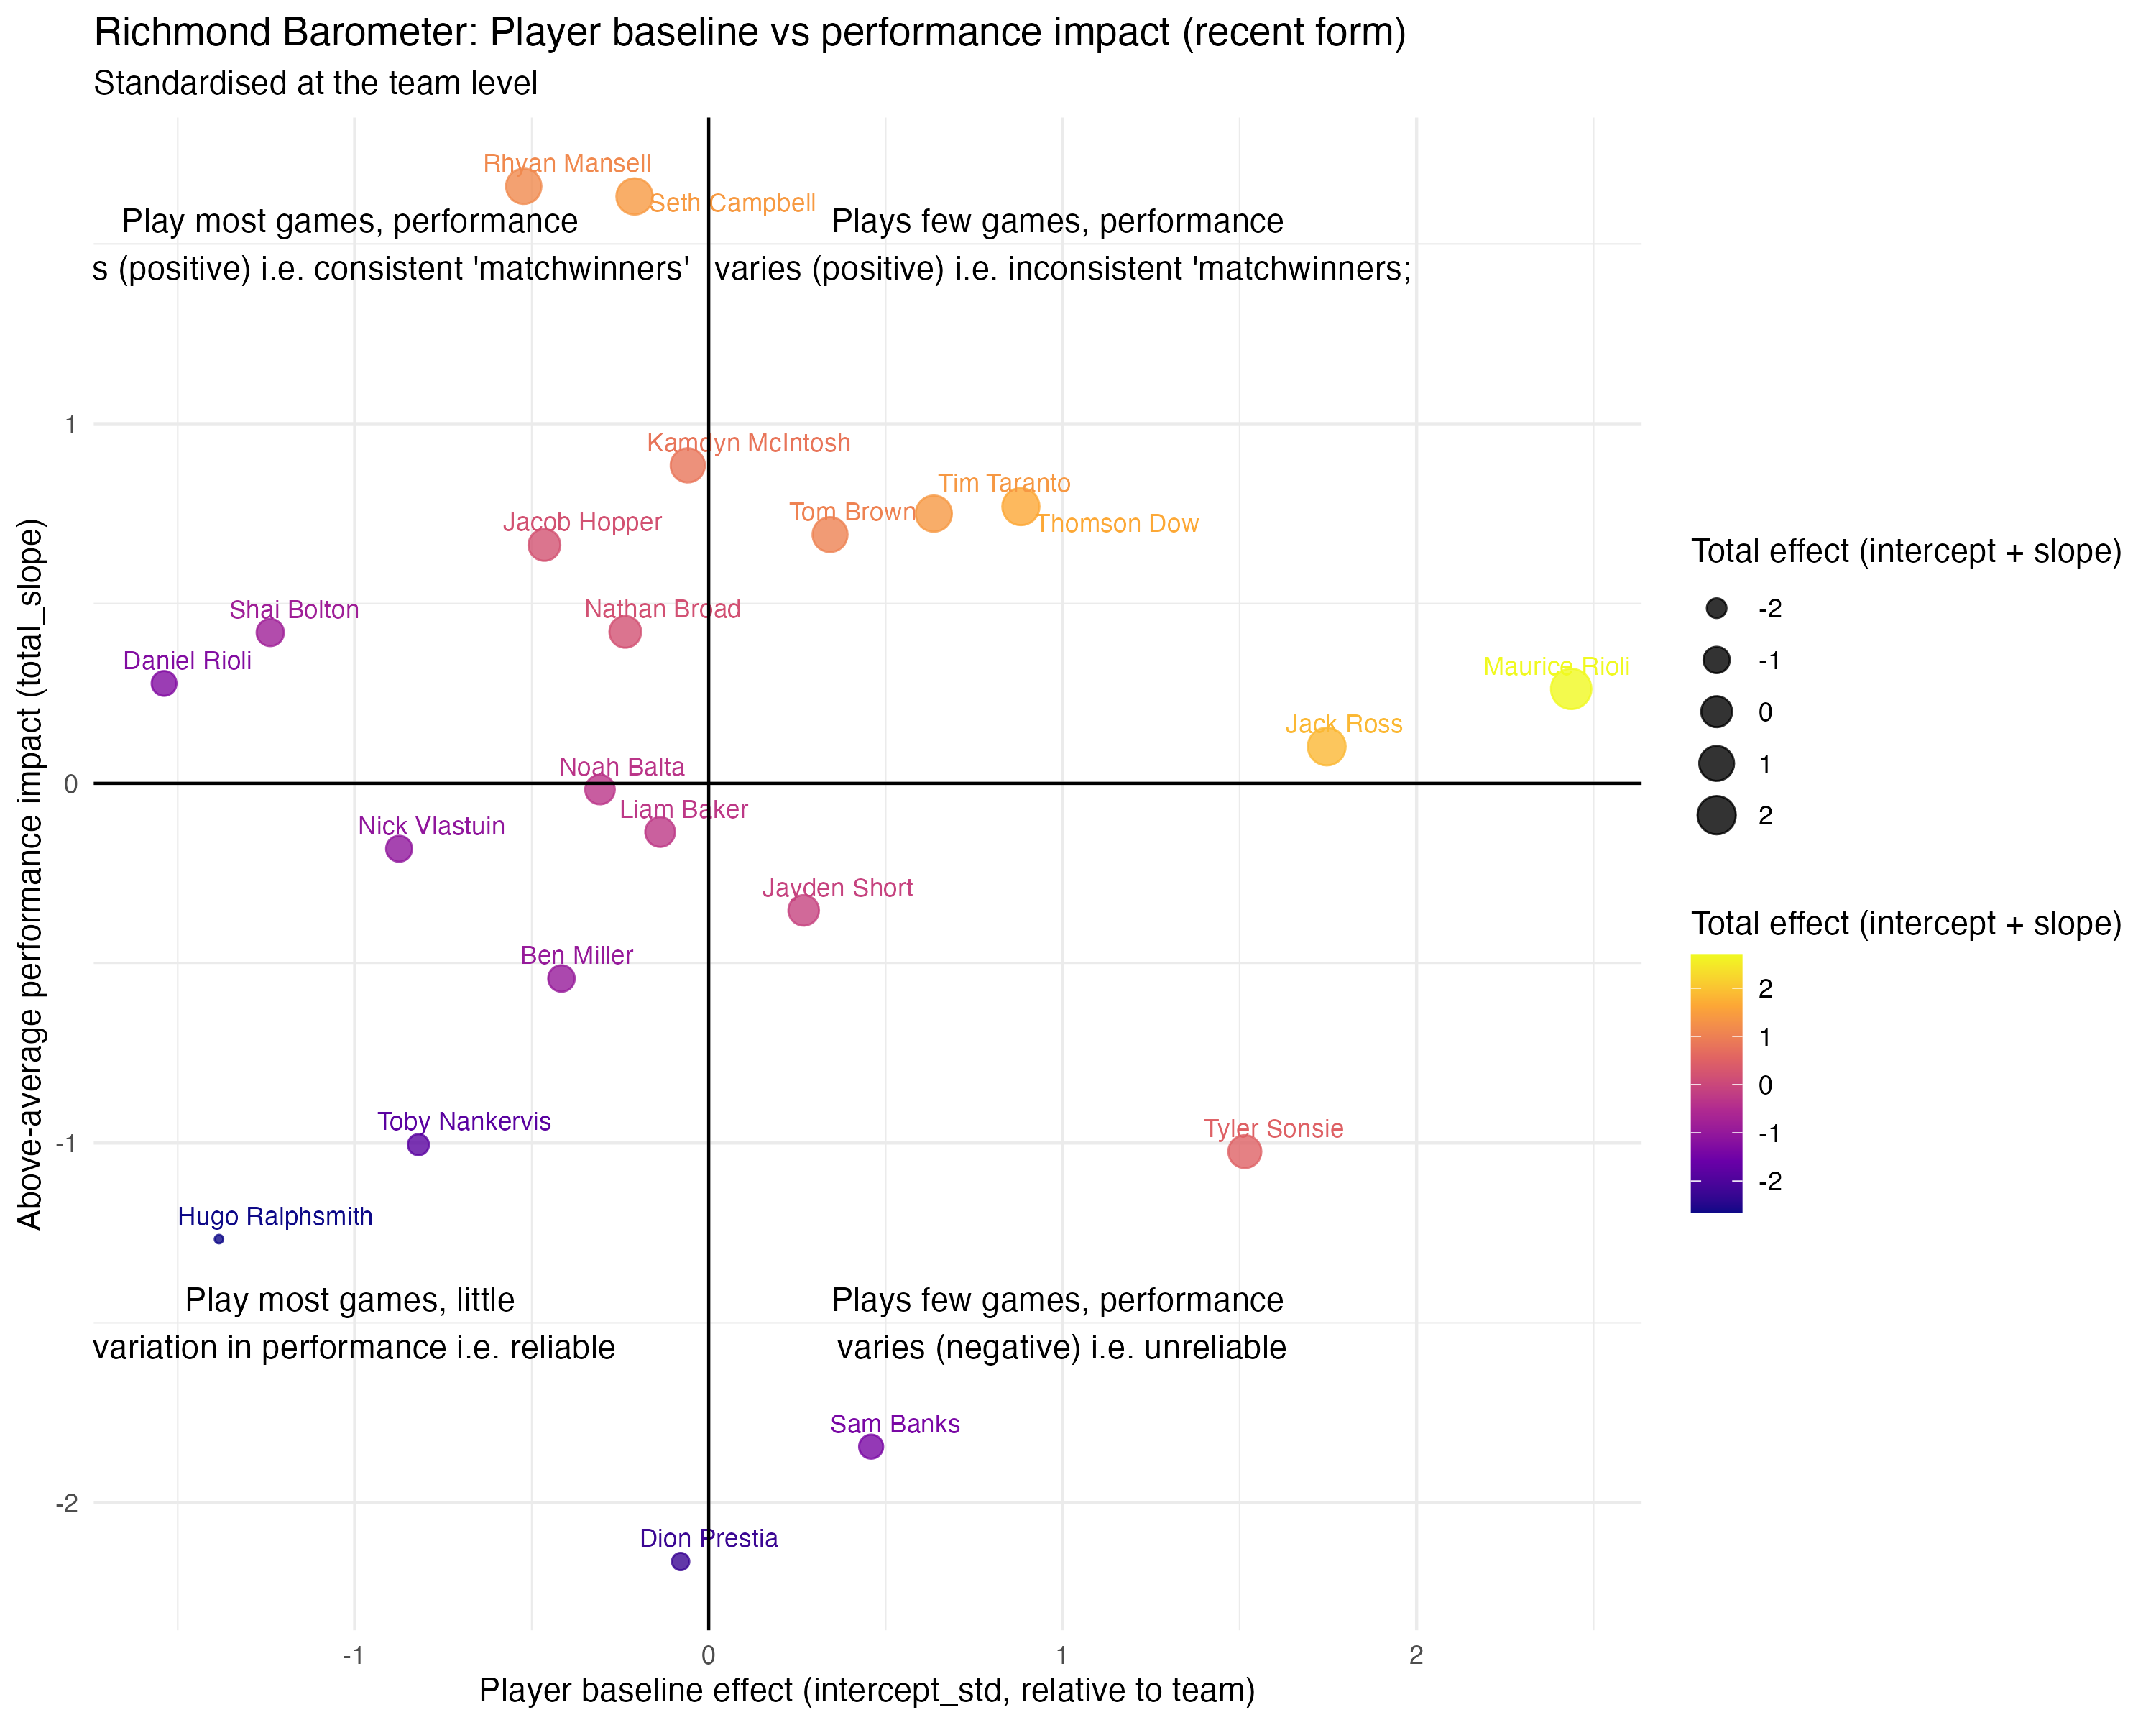 Richmond Barometer: Player baseline vs performance impact (recent form)
Standardised at the team level
Rhyan Mansell
Seth Campbell
Play most games, performance
s (positive) i.e. consistent 'matchwinners'
Plays few games, performance
varies (positive) i.e. inconsistent 'matchwinners;
1
Kamdyn McIntosh
Tim Taranto
Tom Brown
Thomson Dow
Jacob Hopper
Shai Bolton
Nathan Broad
Daniel Rioli
Maurice Rioli
Jack Ross
0
Noah Balta
Liam Baker
Nick Vlastuin
Jayden Short
Ben Miller
-1
Toby Nankervis
Tyler Sonsie
Hugo Ralphsmith
Play most games, little
variation in performance i.e. reliable
Plays few games, performance
varies (negative) i.e. unreliable
Sam Banks
-2
Dion Prestia
-1
0
1
2
Player baseline effect (intercept_std, relative to team)
Above-average performance impact (total_slope)
Total effect (intercept + slope)
-2
-1
0
1
2
Total effect (intercept + slope)
2
1
0
-1
-2